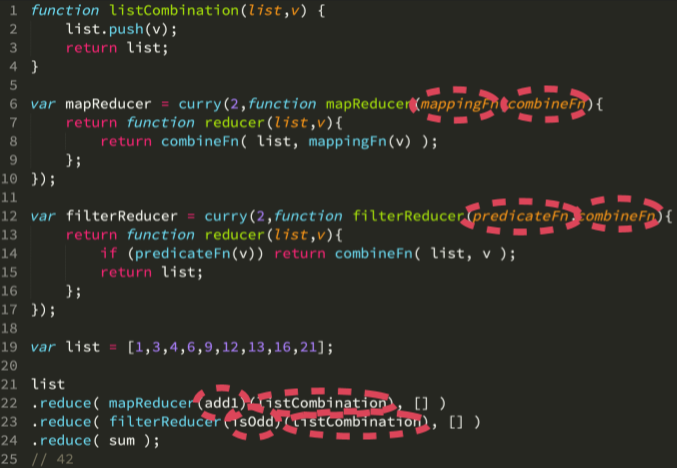 1 function listCombination(list,v) {
2 list.push(v);
3 return list;
4 }
5
6 var mapReducer = curry(2,function mapReducer(mappingFn,combineFn){
7 return function reducer(list,v){
8 return combineFn( list, mappingFn(v) );
9 };
10 });
11
12 var filterReducer = curry(2,function filterReducer(predicateFn,combineFn){
13 return function reducer(list,v){
14 if (predicateFn(v)) return combineFn( list, v );
15 return list;
16 };
17 });
18
19 var list = [1,3,4,6,9,12,13,16,21];
20
21 list
22 .reduce( mapReducer(add1)(listCombination), [] )
23 .reduce( filterReducer(isOdd)(listCombination), [] )
24 .reduce( sum );
25 // 42